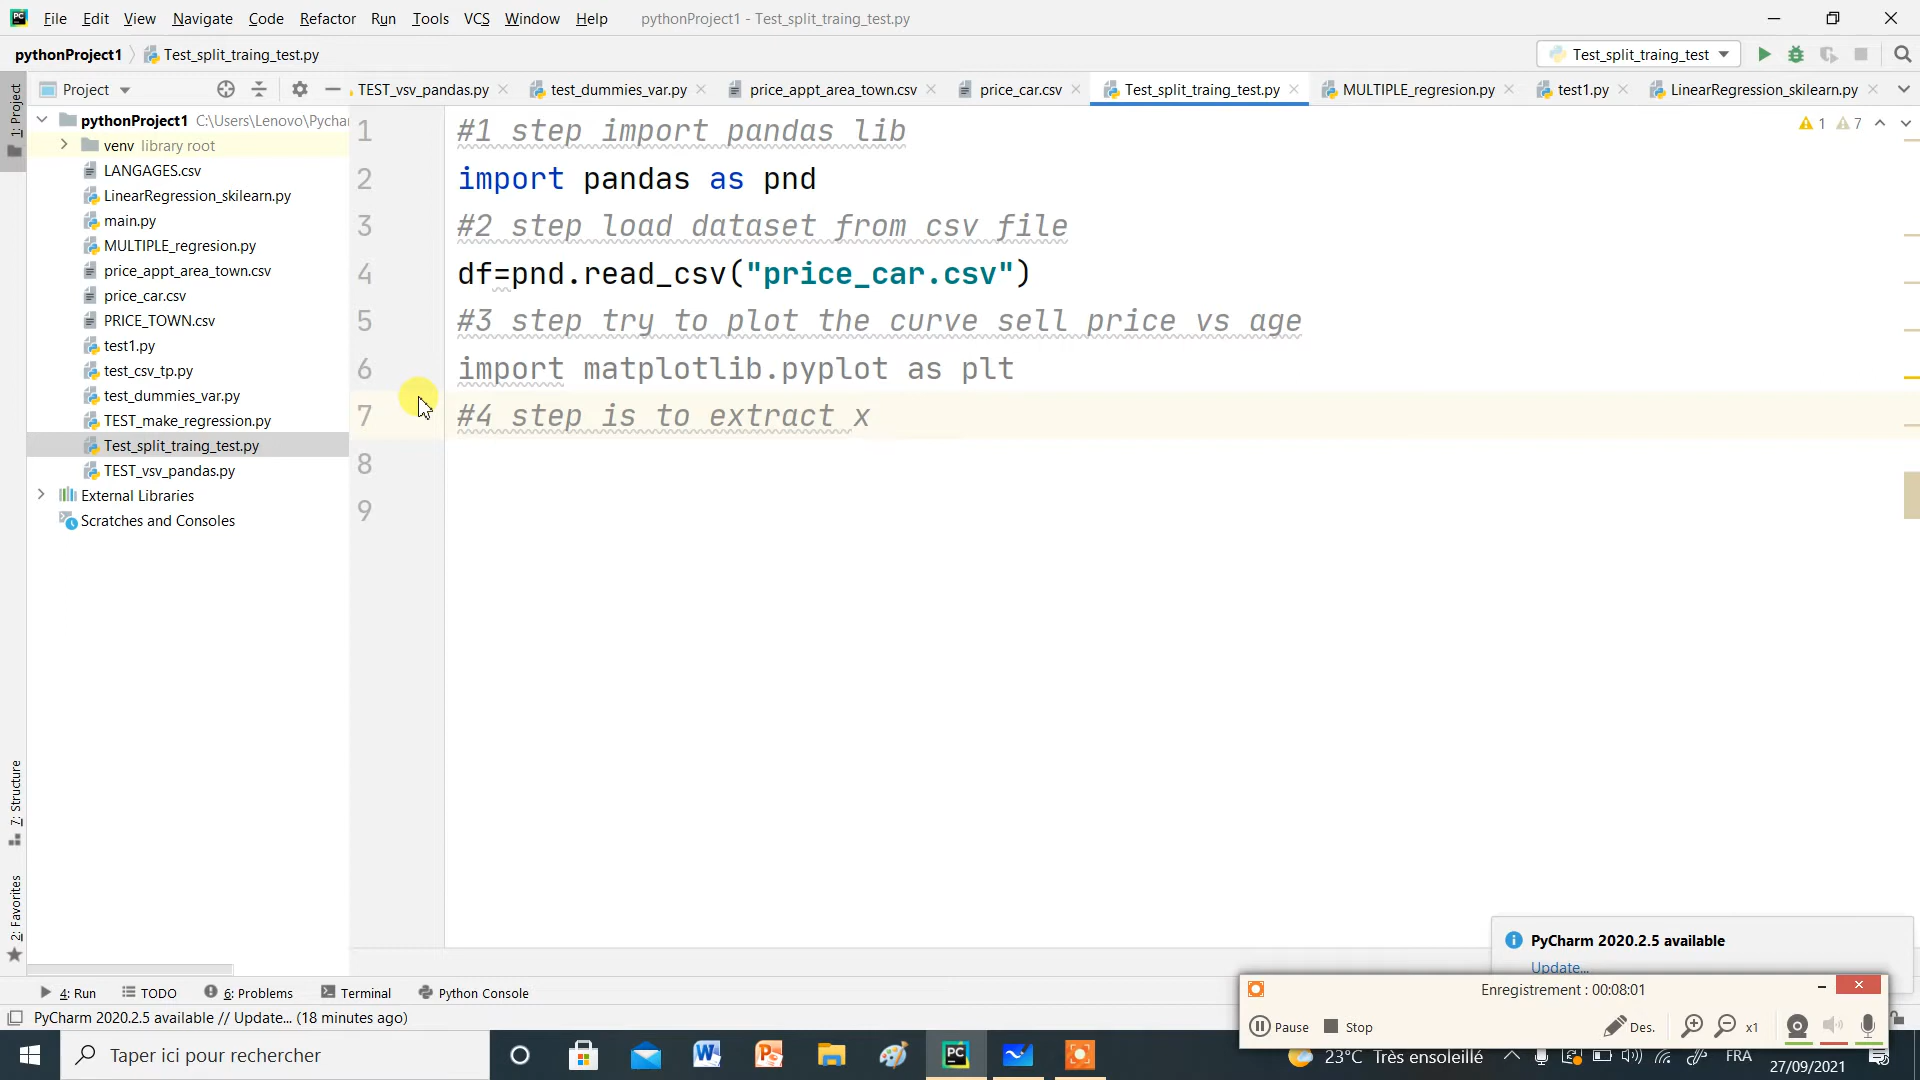 File Edit View Navigate Code Refactor Run Tools VCS Window Help pythonProject1 - Test_split_traing_test.py
pythonProject1 Test_split_traing_test.py Test_split_traing_test
Project TEST_vsv_pandas.py test_dummies_var.py price_appt_area_town.csv price_car.csv Test_split_traing_test.py MULTIPLE_regresion.py test1.py LinearRegression_skilearn.py
1: Project
pythonProject1 C:\Users\Lenovo\Pychar
venv library root
LANGAGES.csv
LinearRegression_skilearn.py
main.py
MULTIPLE_regresion.py
price_appt_area_town.csv
price_car.csv
PRICE_TOWN.csv
test1.py
test_csv_tp.py
test_dummies_var.py
TEST_make_regression.py
Test_split_traing_test.py
TEST_vsv_pandas.py
External Libraries
Scratches and Consoles
7: Structure
2: Favorites
1 #1 step import pandas lib
2 import pandas as pnd
3 #2 step load dataset from csv file
4 df=pnd.read_csv("price_car.csv")
5 #3 step try to plot the curve sell price vs age
6 import matplotlib.pyplot as plt
7 #4 step is to extract x
8
9
1 7
PyCharm 2020.2.5 available
Update...
Enregistrement : 00:08:01
Pause Stop Des. x1
4: Run TODO 6: Problems Terminal Python Console
PyCharm 2020.2.5 available // Update... (18 minutes ago)
Taper ici pour rechercher
23°C Très ensoleillé FRA
27/09/2021